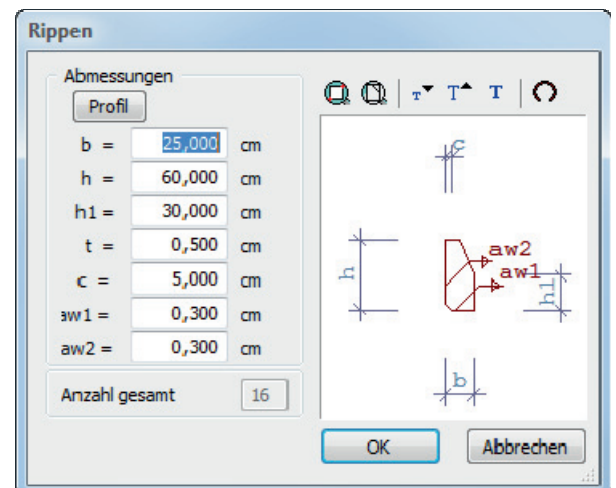 Rippen
Abmessungen
Profil
b = 25,000 cm
h = 60,000 cm
h1 = 30,000 cm
t = 0,500 cm
c = 5,000 cm
aw1 = 0,300 cm
aw2 = 0,300 cm
Anzahl gesamt 16
T T T
c
h
aw2
aw1
h1
b
OK Abbrechen